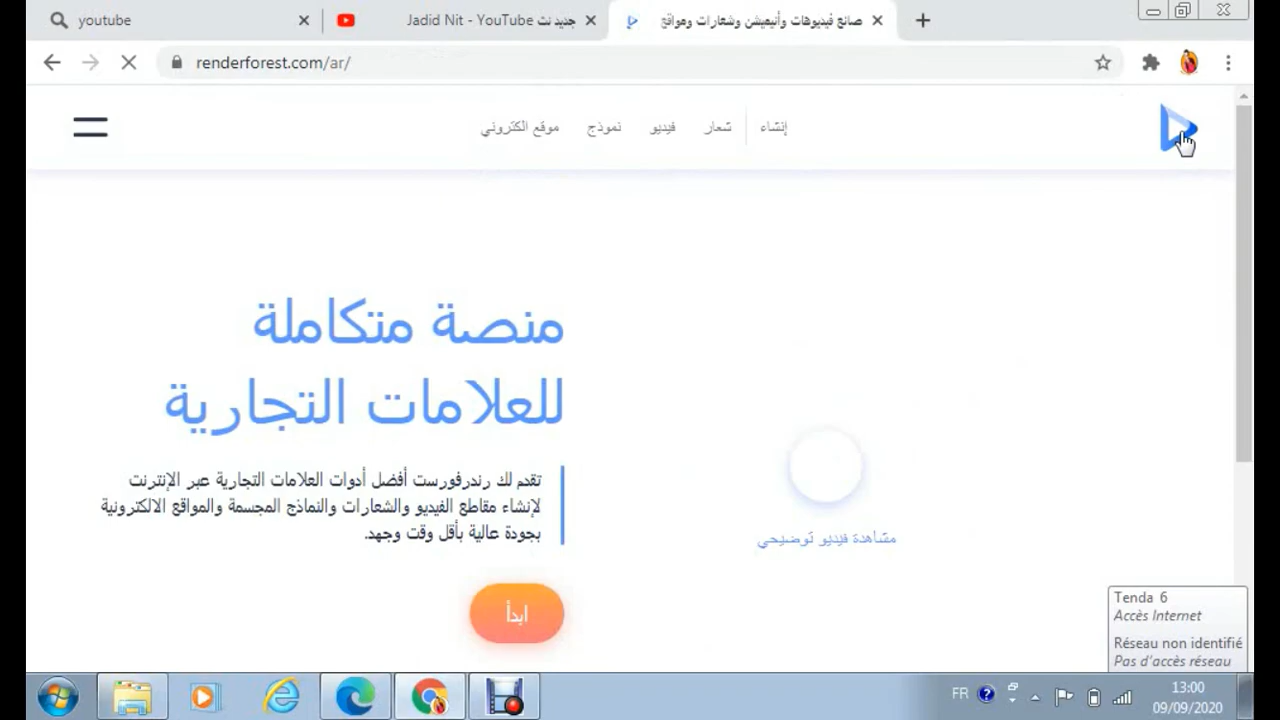 youtube
جديد نت Jadid Nit - YouTube
صانع فيديوهات وأنيميشن وشعارات ومواقع
renderforest.com/ar/
إنشاء
شعار
فيديو
نموذج
موقع الكتروني
منصة متكاملة
للعلامات التجارية
تقدم لك رندرفورست أفضل أدوات العلامات التجارية عبر الإنترنت
لإنشاء مقاطع الفيديو والشعارات والنماذج المجسمة والمواقع الالكترونية
بجودة عالية بأقل وقت وجهد.
ابدأ
مشاهدة فيديو توضيحي
Tenda 6
Accès Internet
Réseau non identifié
Pas d'accès réseau
FR
13:00
09/09/2020